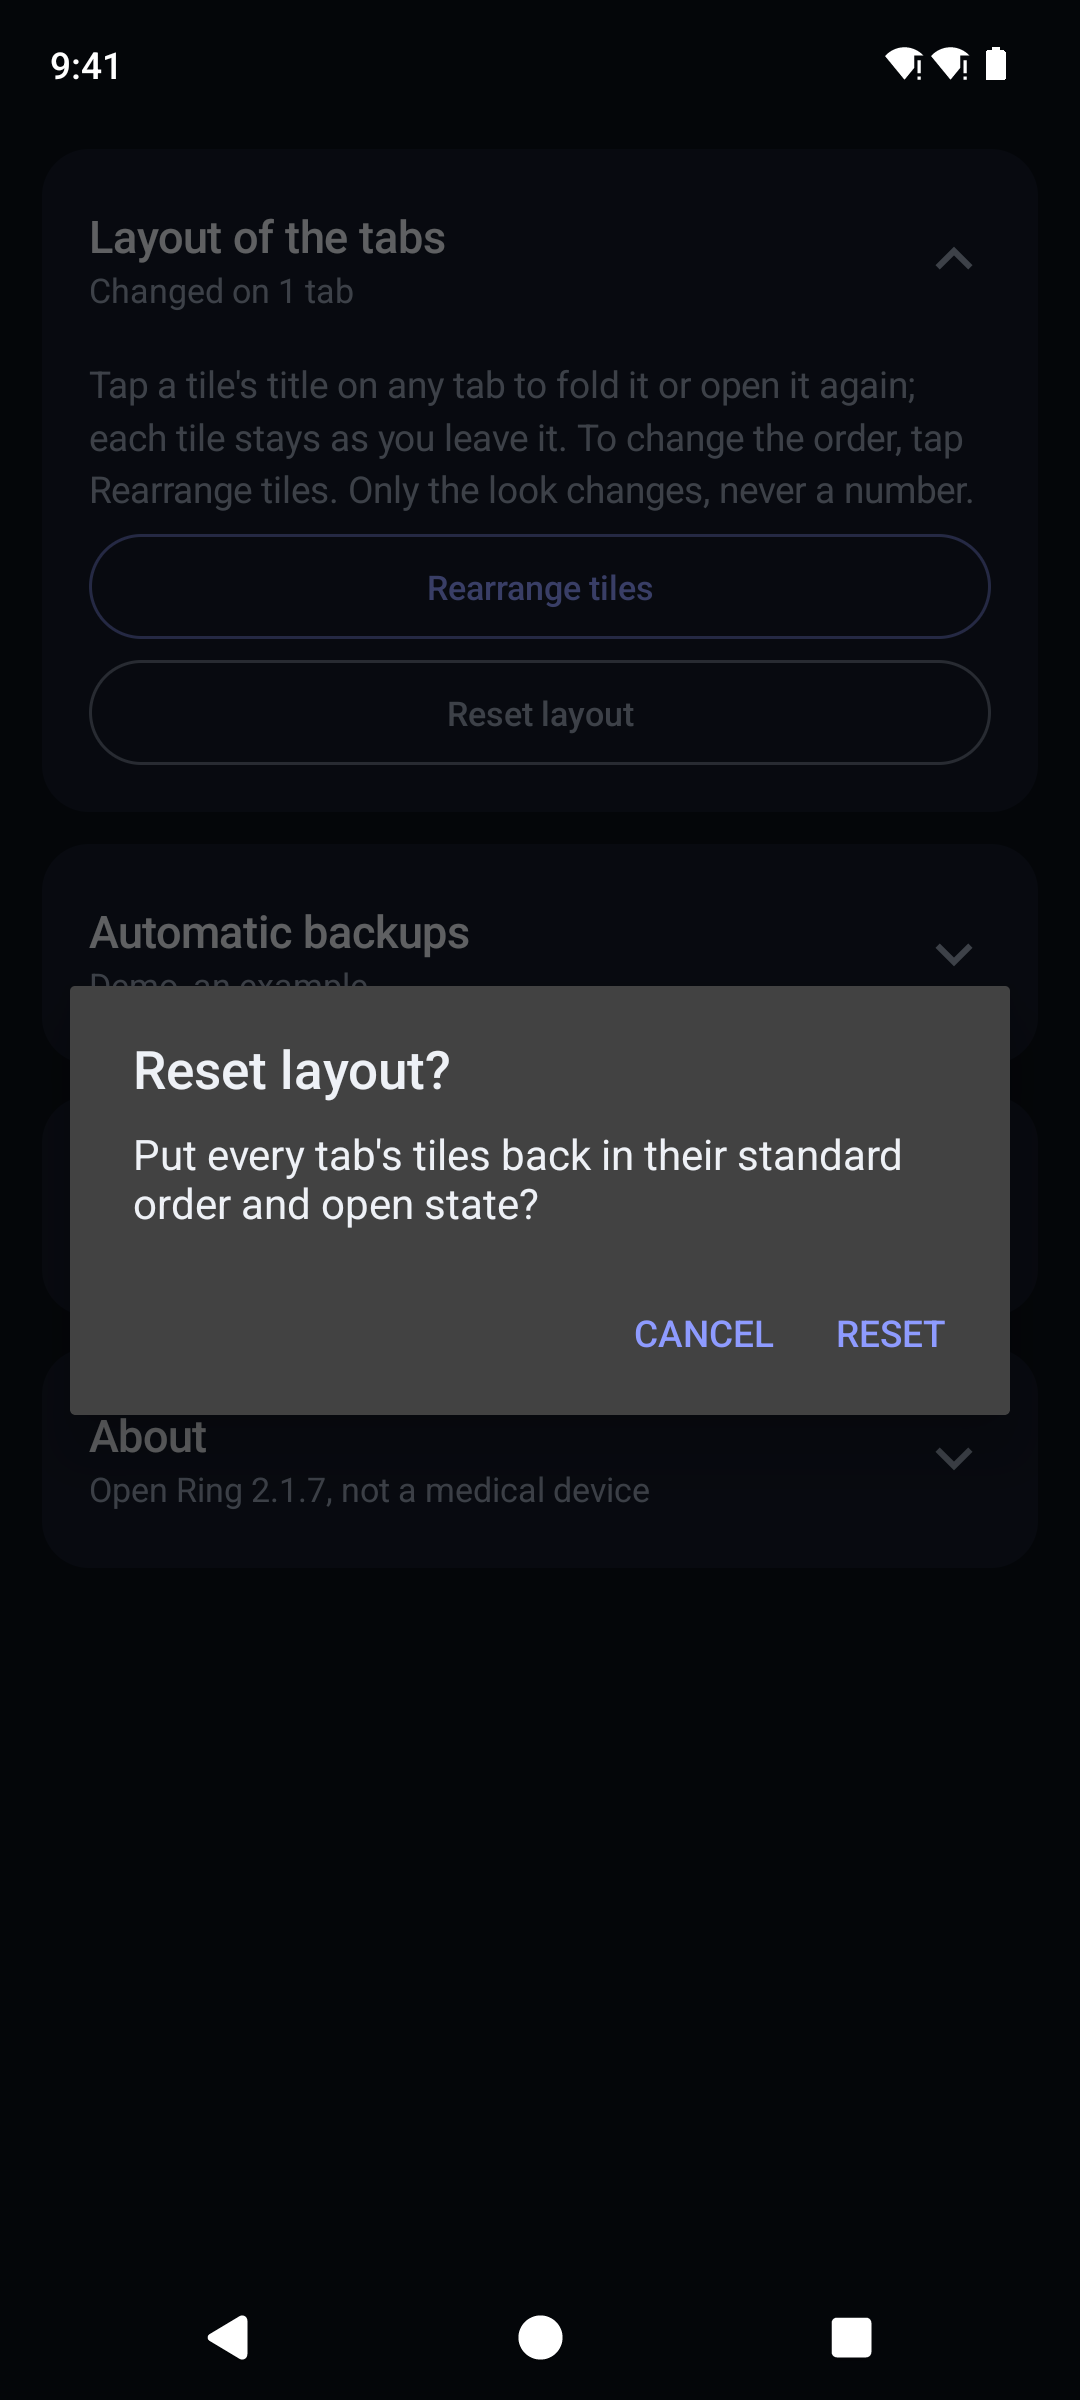 9:41
Layout of the tabs
Changed on 1 tab
Tap a tile's title on any tab to fold it or open it again;
each tile stays as you leave it. To change the order, tap
Rearrange tiles. Only the look changes, never a number.
Rearrange tiles
Reset layout
Automatic backups
Demo, an example
Reset layout?
Put every tab's tiles back in their standard
order and open state?
CANCEL
RESET
About
Open Ring 2.1.7, not a medical device